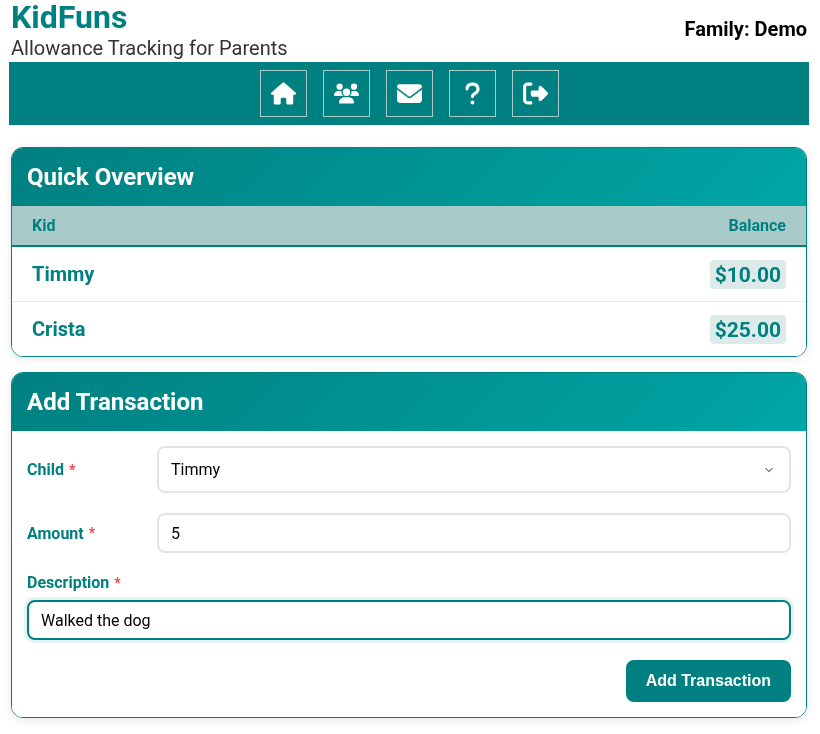 KidFuns
Allowance Tracking for Parents
Family: Demo
?
Quick Overview
Kid Balance
Timmy $10.00
Crista $25.00
Add Transaction
Child * Timmy
Amount * 5
Description *
Walked the dog
Add Transaction